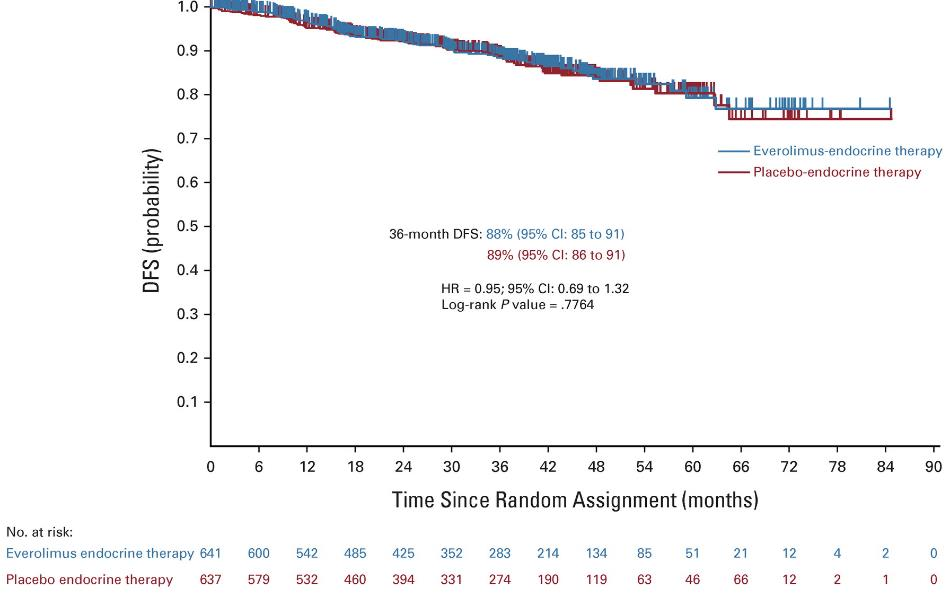 1.0
0.9
0.8
0.7
0.6
0.5
0.4
0.3
0.2
0.1
DFS (probability)
Everolimus-endocrine therapy
Placebo-endocrine therapy
36-month DFS: 88% (95% CI: 85 to 91)
89% (95% CI: 86 to 91)
HR = 0.95; 95% CI: 0.69 to 1.32
Log-rank P value = .7764
0 6 12 18 24 30 36 42 48 54 60 66 72 78 84 90
Time Since Random Assignment (months)
No. at risk:
Everolimus endocrine therapy 641 600 542 485 425 352 283 214 134 85 51 21 12 4 2 0
Placebo endocrine therapy 637 579 532 460 394 331 274 190 119 63 46 66 12 2 1 0